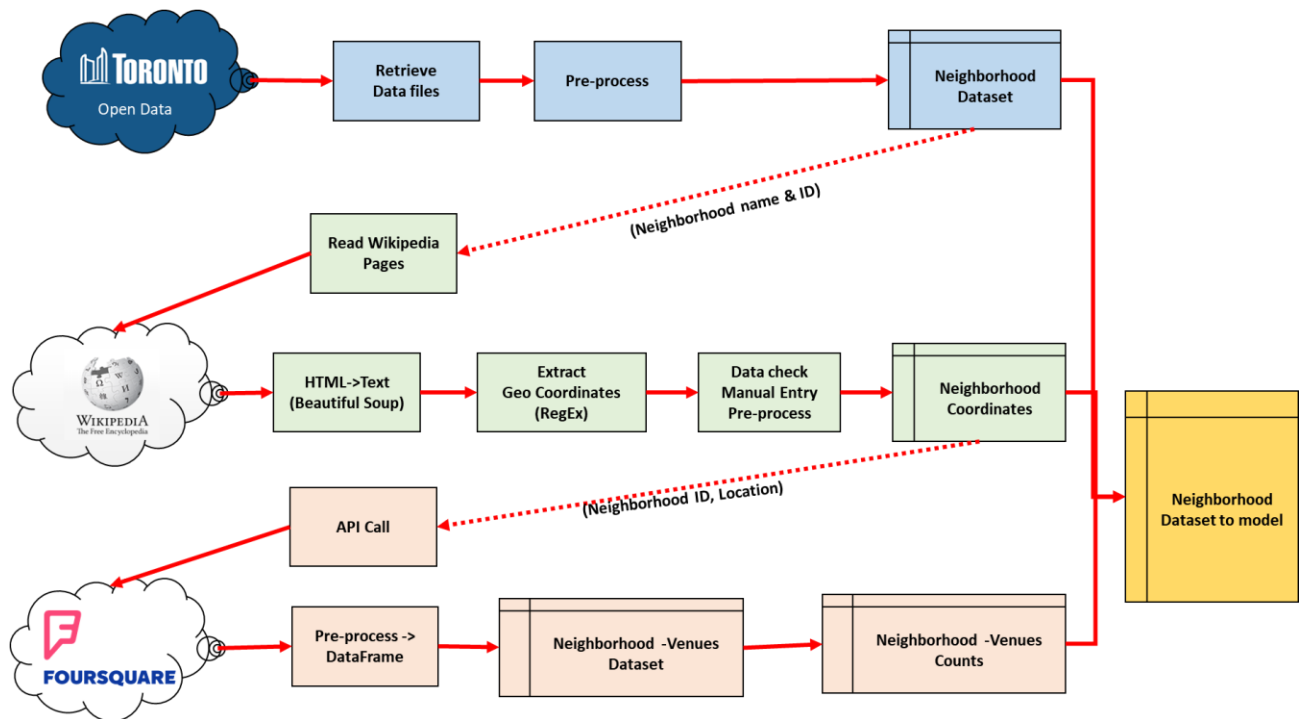 TORONTO
Open Data
Retrieve
Data files
Pre-process
Neighborhood
Dataset
(Neighborhood name & ID)
Read Wikipedia
Pages
WIKIPEDIA
The Free Encyclopedia
HTML->Text
(Beautiful Soup)
Extract
Geo Coordinates
(RegEx)
Data check
Manual Entry
Pre-process
Neighborhood
Coordinates
(Neighborhood ID, Location)
API Call
Neighborhood
Dataset to model
FOURSQUARE
Pre-process ->
DataFrame
Neighborhood -Venues
Dataset
Neighborhood -Venues
Counts